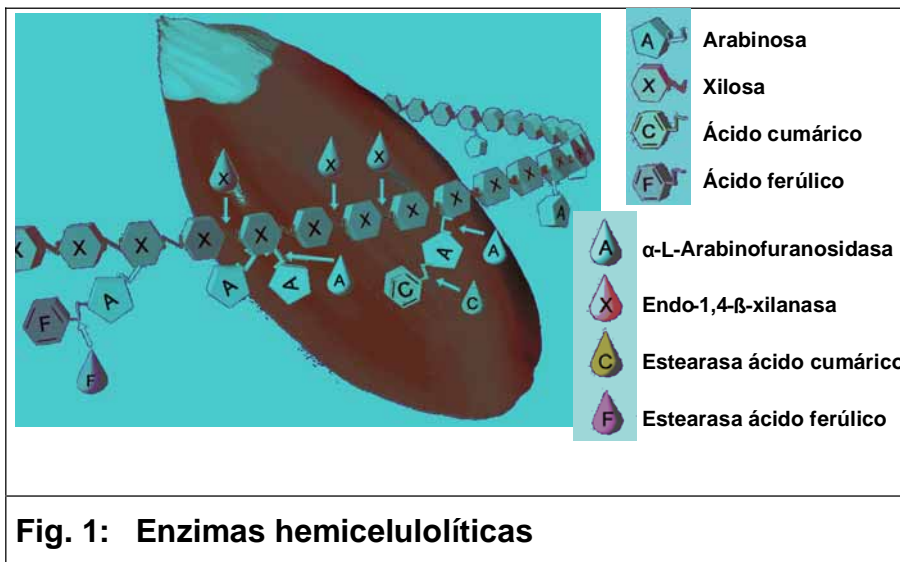 Arabinosa
Xilosa
Ácido cumárico
Ácido ferúlico
α-L-Arabinofuranosidasa
Endo-1,4-ß-xilanasa
Estearasa ácido cumárico
Estearasa ácido ferúlico
A
X
C
F
A
X
C
F
X X X
A X X X X X X
X X X X X X X A
X X X X
A A A A A
C C
F
F
Fig. 1: Enzimas hemicelulolíticas